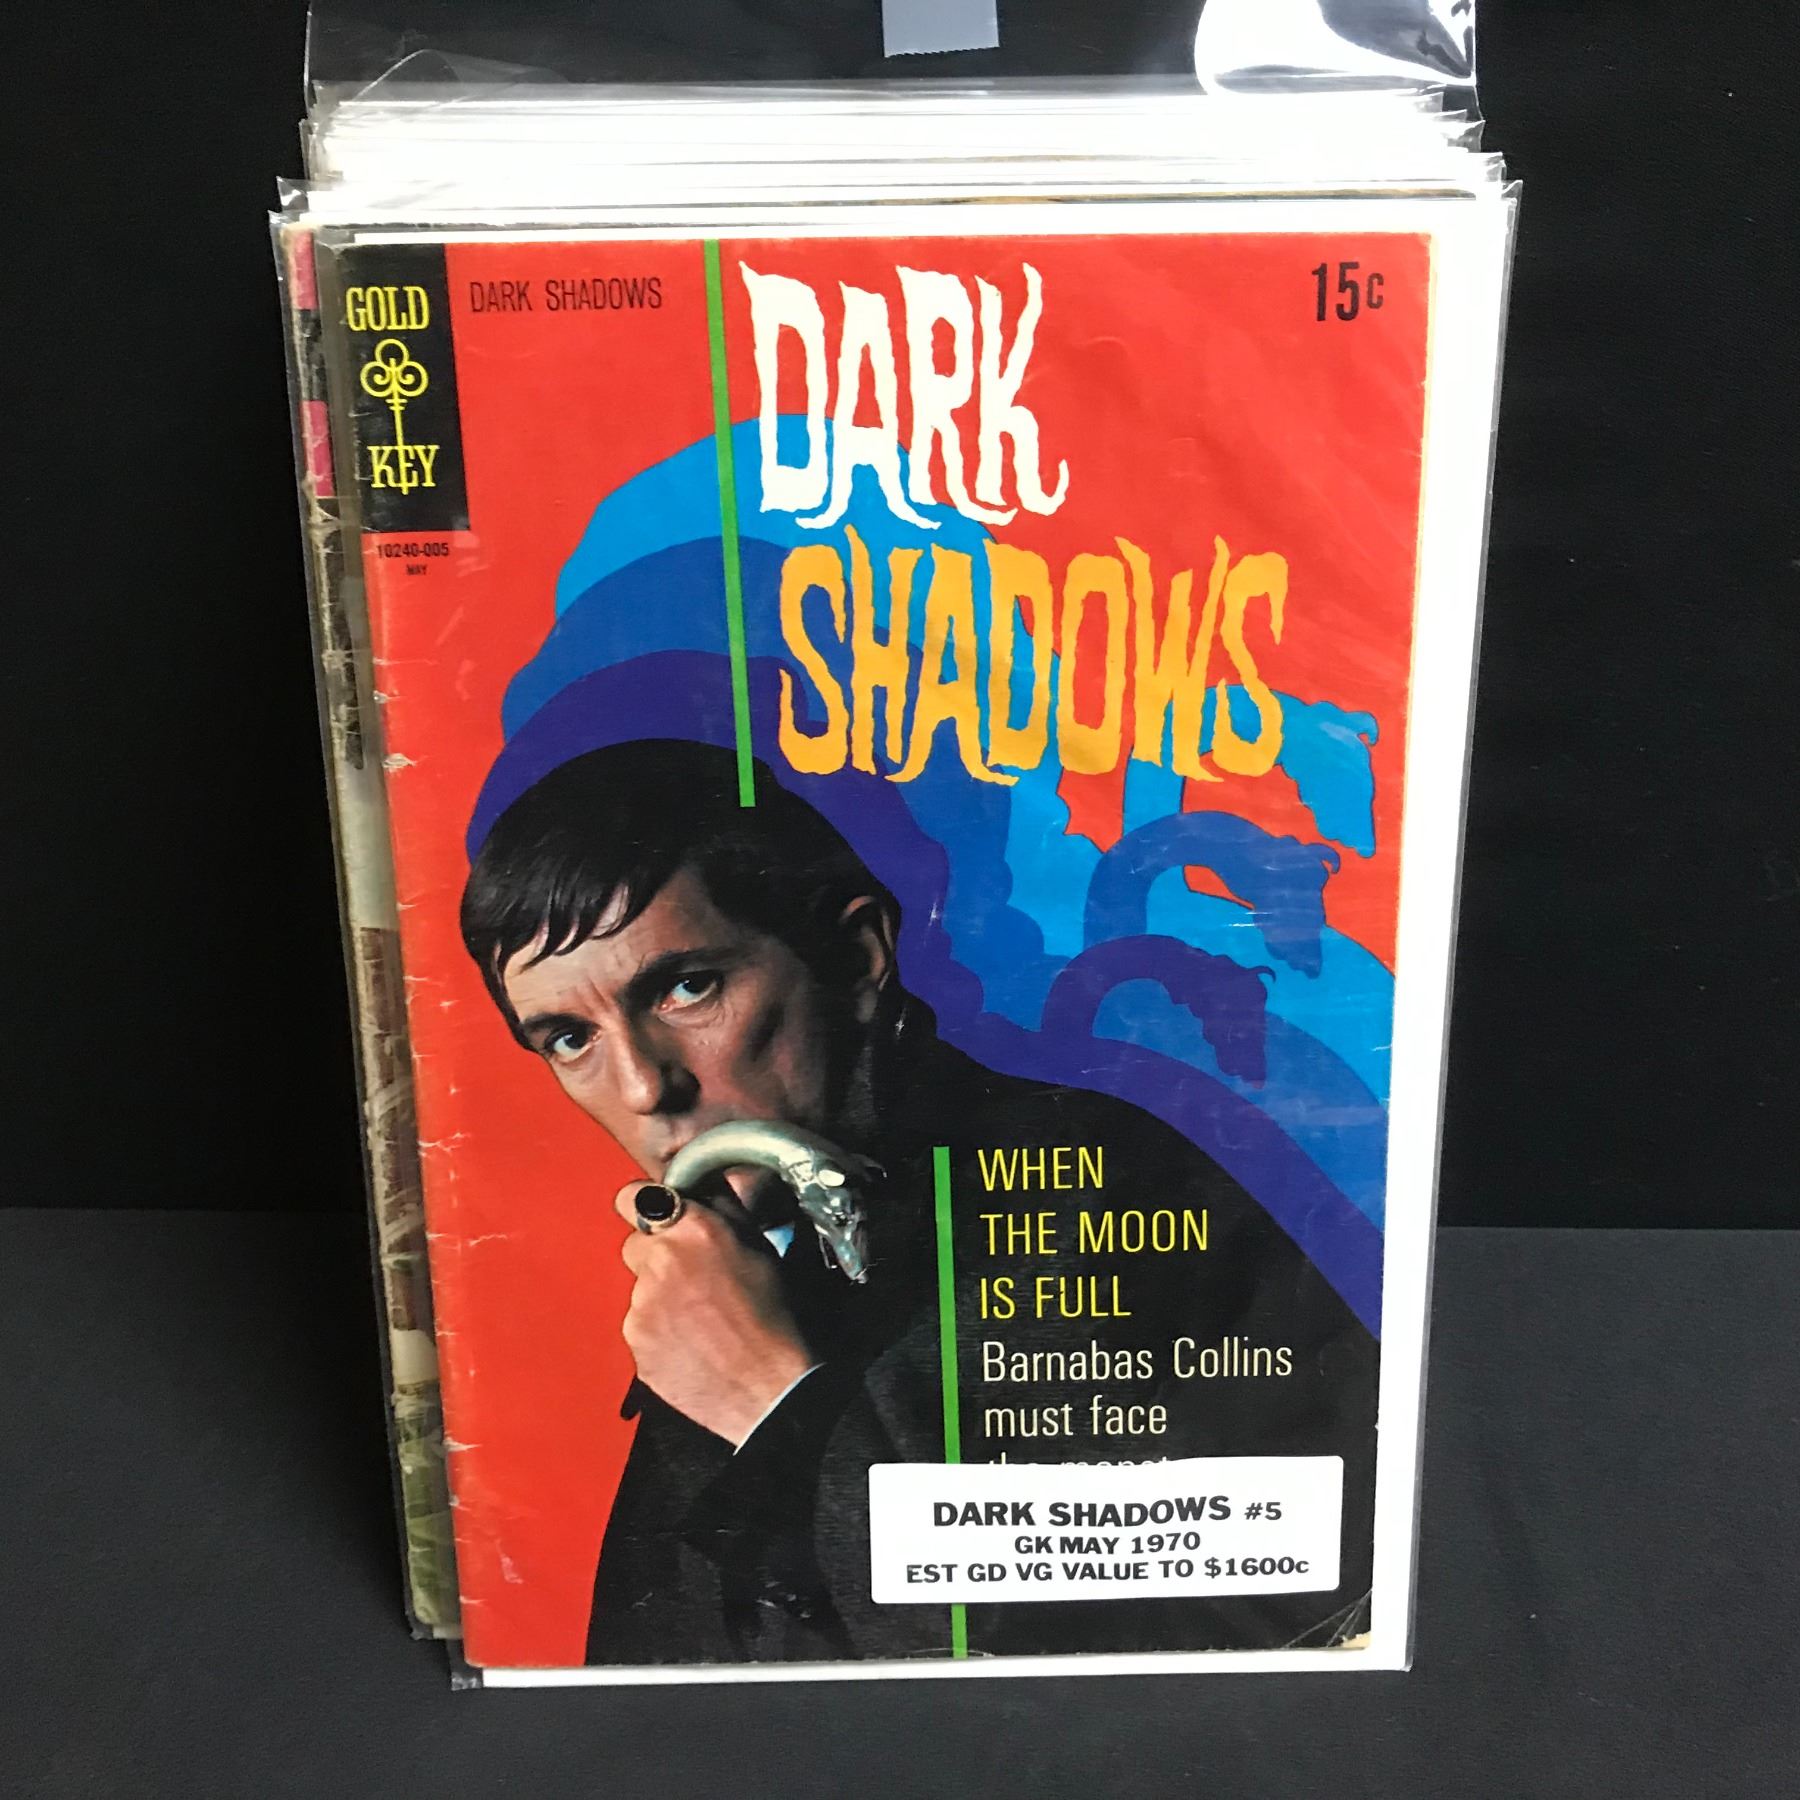 GOLD
KEY
10240-005
MAY
DARK SHADOWS
15c
DARK
SHADOWS
WHEN
THE MOON
IS FULL
Barnabas Collins
must face
the
DARK SHADOWS #5
GK MAY 1970
EST GD VG VALUE TO $1600c